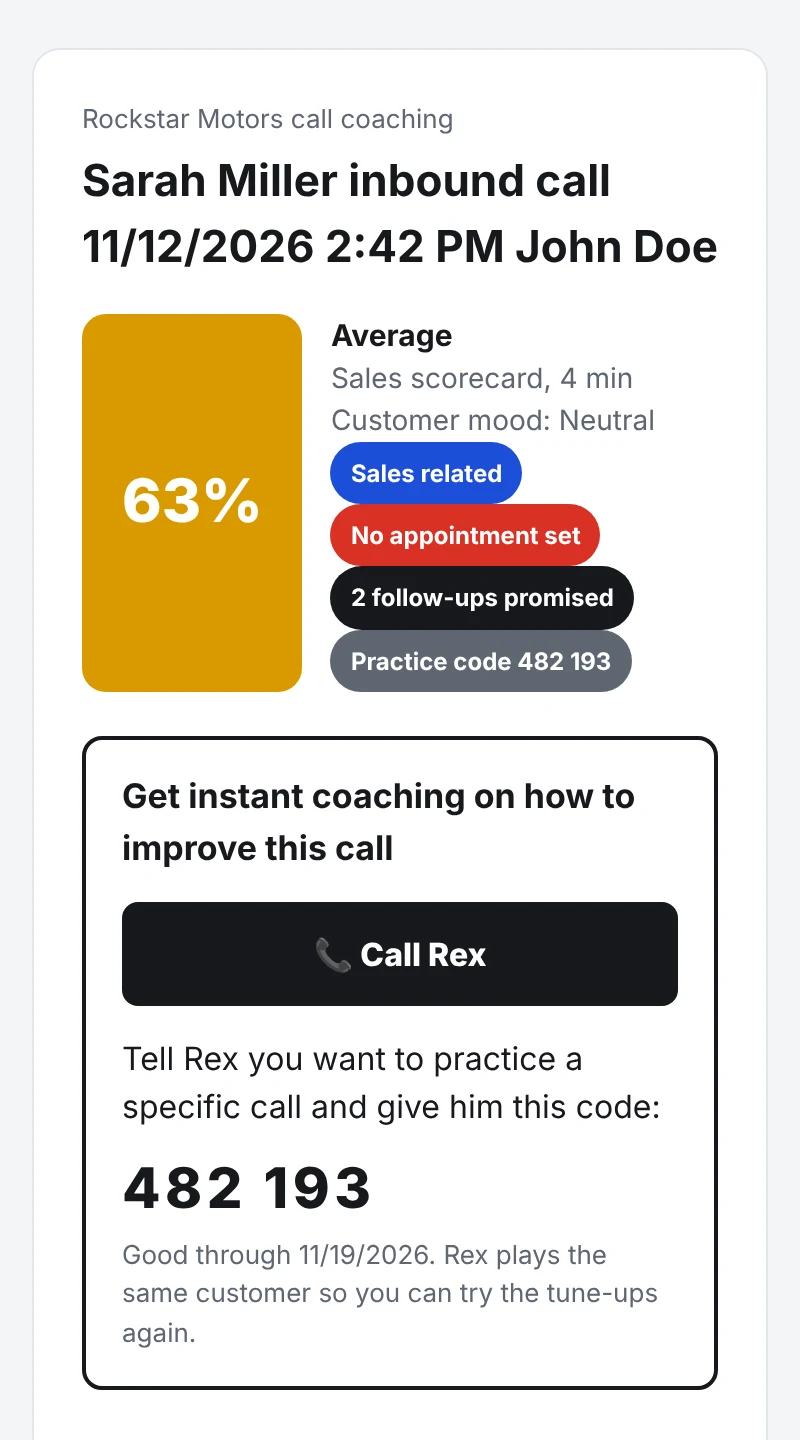 Rockstar Motors call coaching
Sarah Miller inbound call
11/12/2026 2:42 PM John Doe
63%
Average
Sales scorecard, 4 min
Customer mood: Neutral
Sales related
No appointment set
2 follow-ups promised
Practice code 482 193
Get instant coaching on how to
improve this call
📞 Call Rex
Tell Rex you want to practice a
specific call and give him this code:
482 193
Good through 11/19/2026. Rex plays the
same customer so you can try the tune-ups
again.